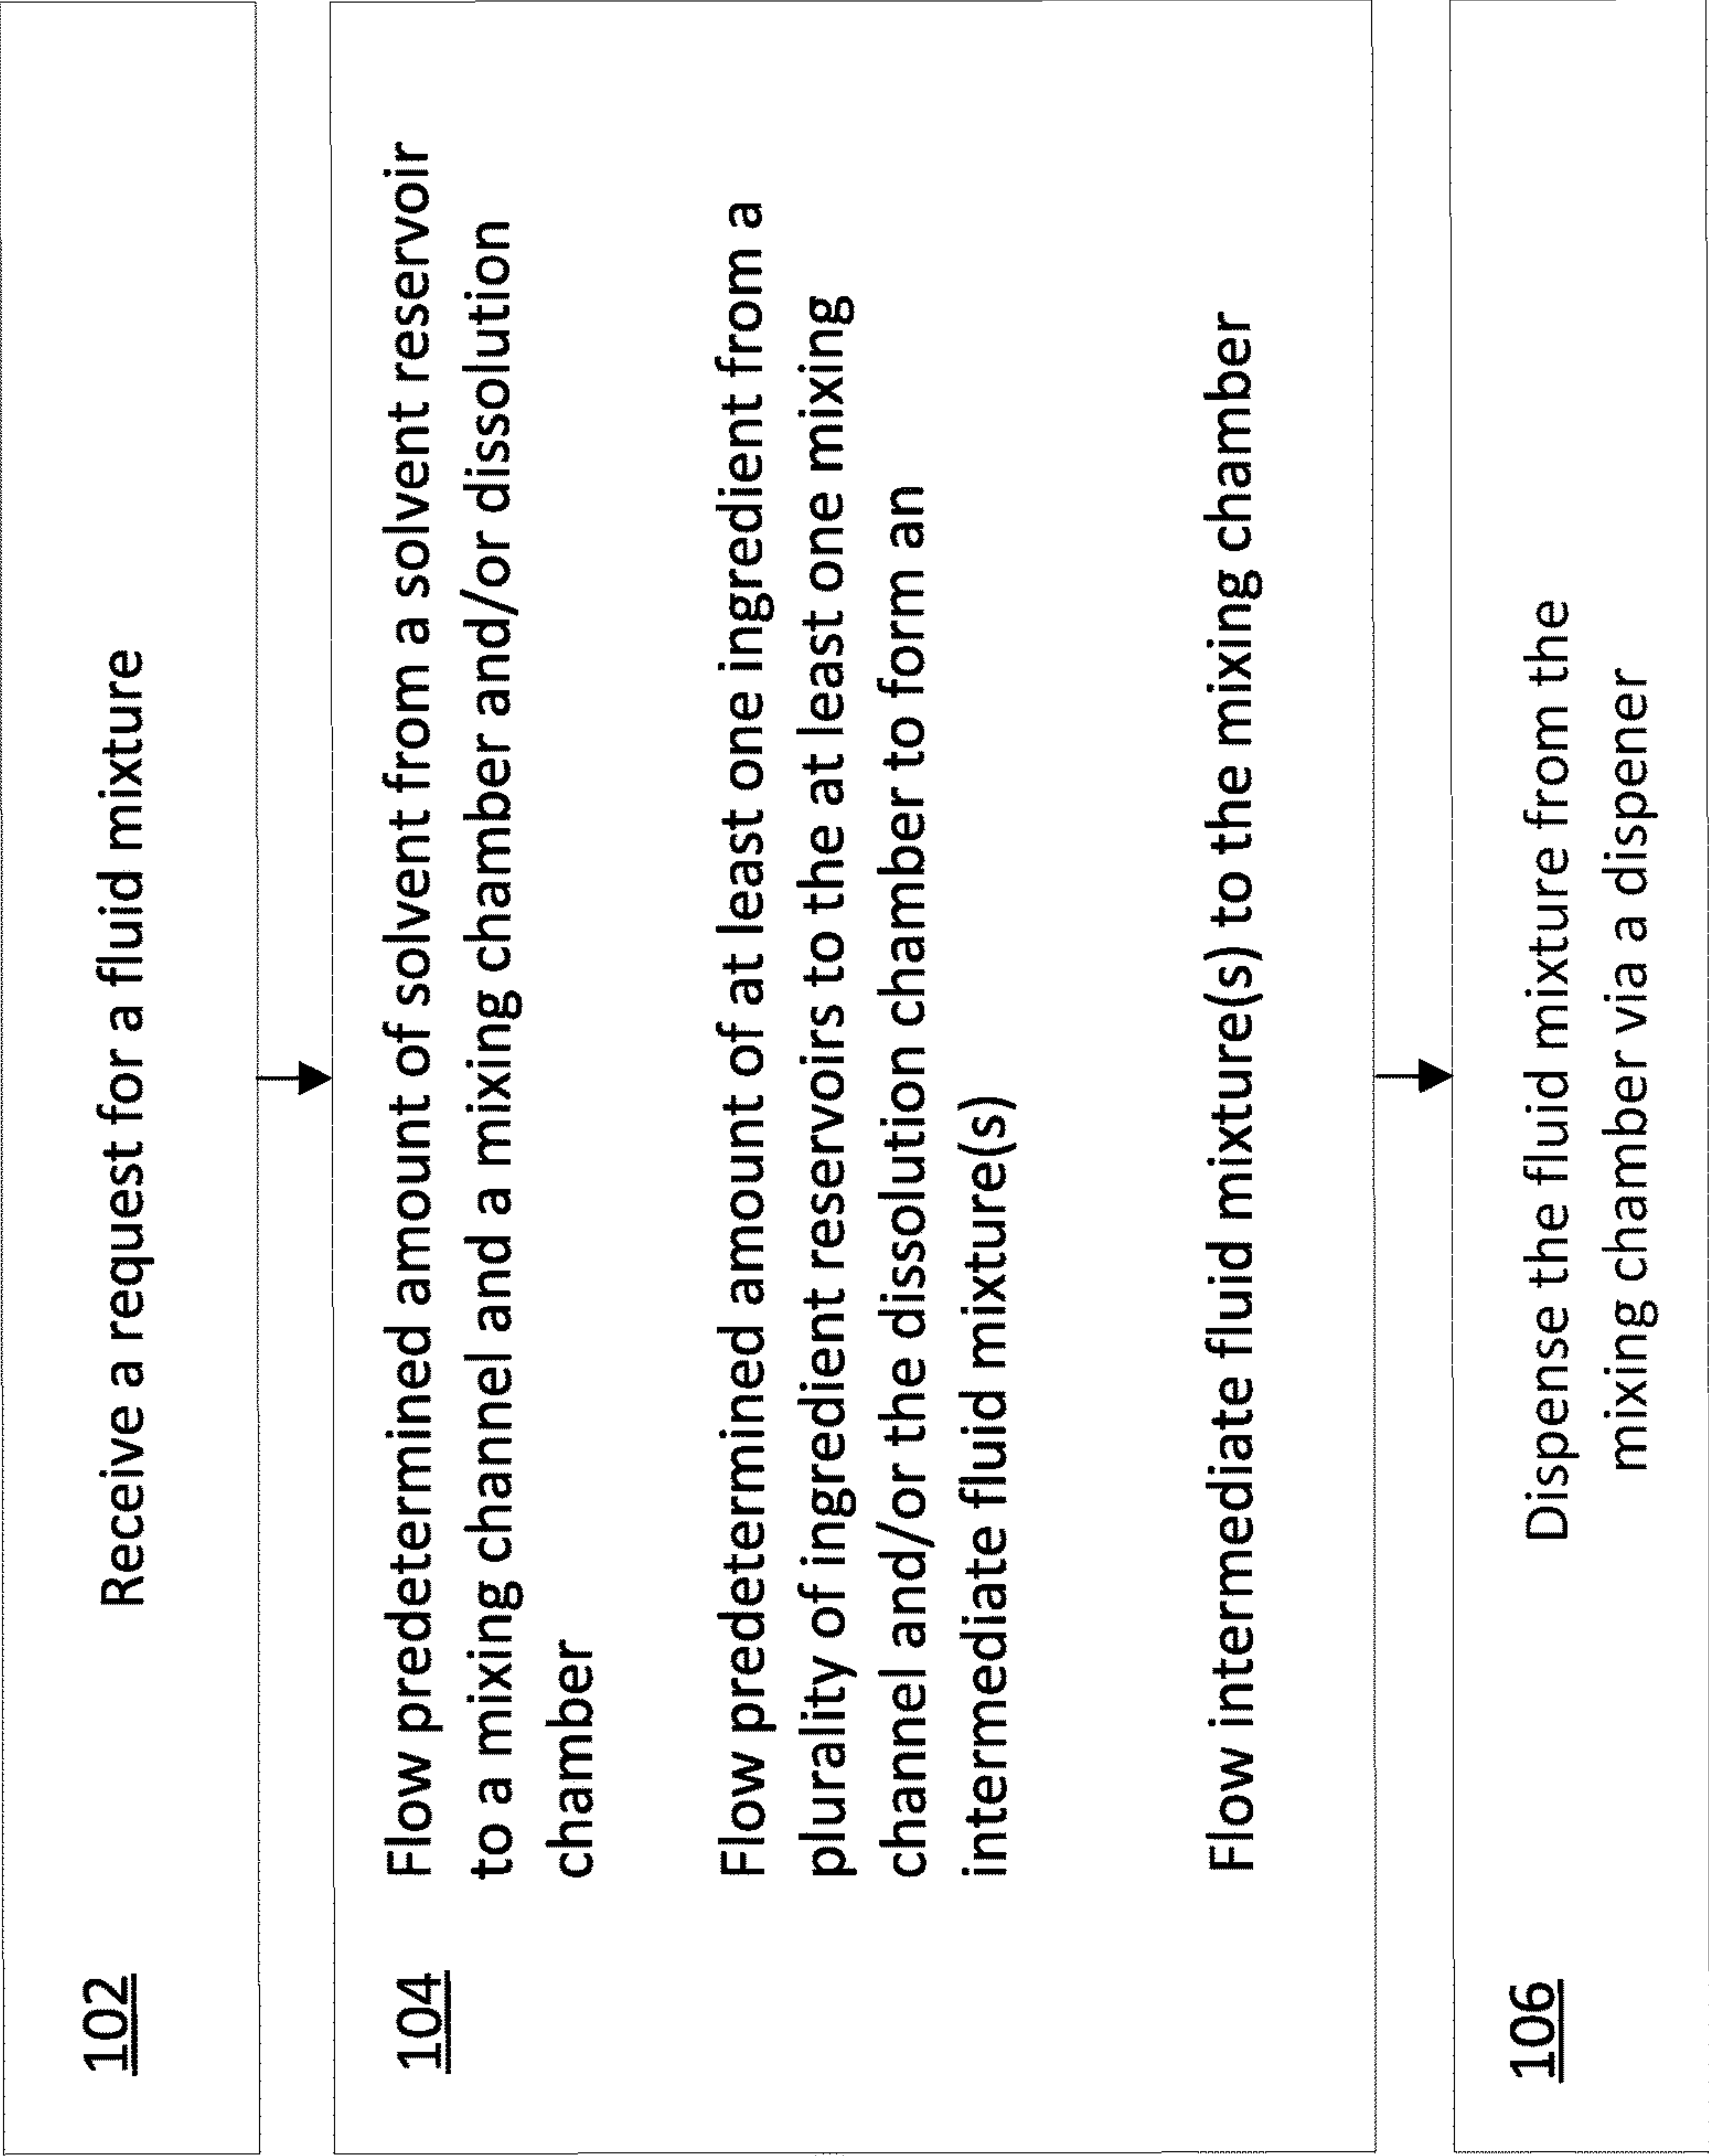 102
Receive a request for a fluid mixture
104
Flow predetermined amount of solvent from a solvent reservoir
to a mixing channel and a mixing chamber and/or dissolution
chamber
Flow predetermined amount of at least one ingredient from a
plurality of ingredient reservoirs to the at least one mixing
channel and/or the dissolution chamber to form an
intermediate fluid mixture(s)
Flow intermediate fluid mixture(s) to the mixing chamber
106
Dispense the fluid mixture from the
mixing chamber via a dispener